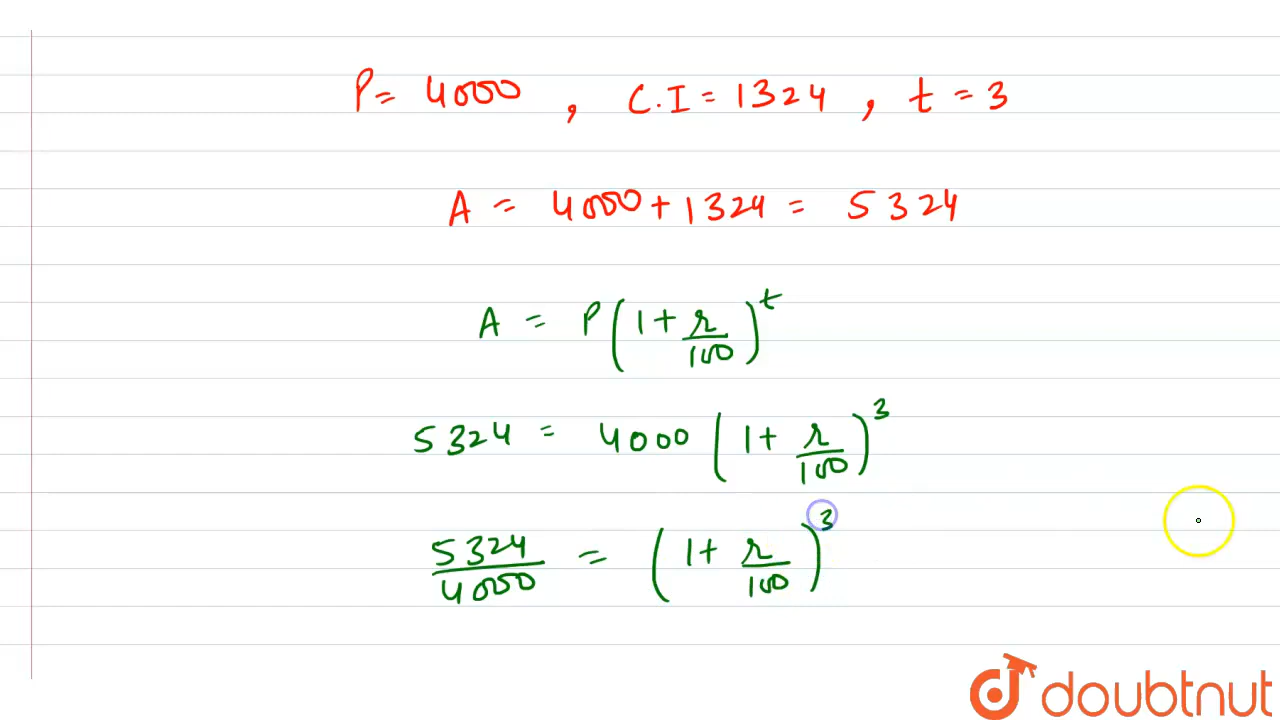 P = 4000 , C.I = 1324 , t = 3
A = 4000 + 1324 = 5324
A = P(1 + r/100)^t
5324 = 4000(1 + r/100)^3
5324/4000 = (1 + r/100)^3
doubtnut